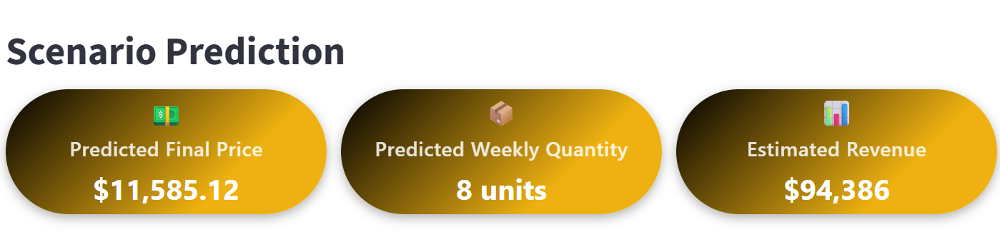 Scenario Prediction
Predicted Final Price
$11,585.12
Predicted Weekly Quantity
8 units
Estimated Revenue
$94,386